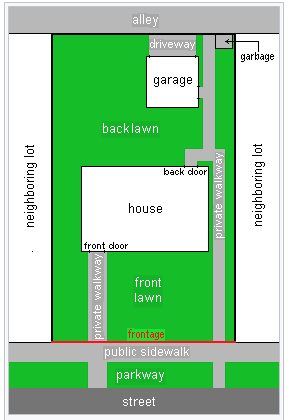 alley
driveway
garbage
garage
backlawn
neighboring lot
neighboring lot
private walkway
back door
house
front door
private walkway
front
lawn
frontage
public sidewalk
parkway
street